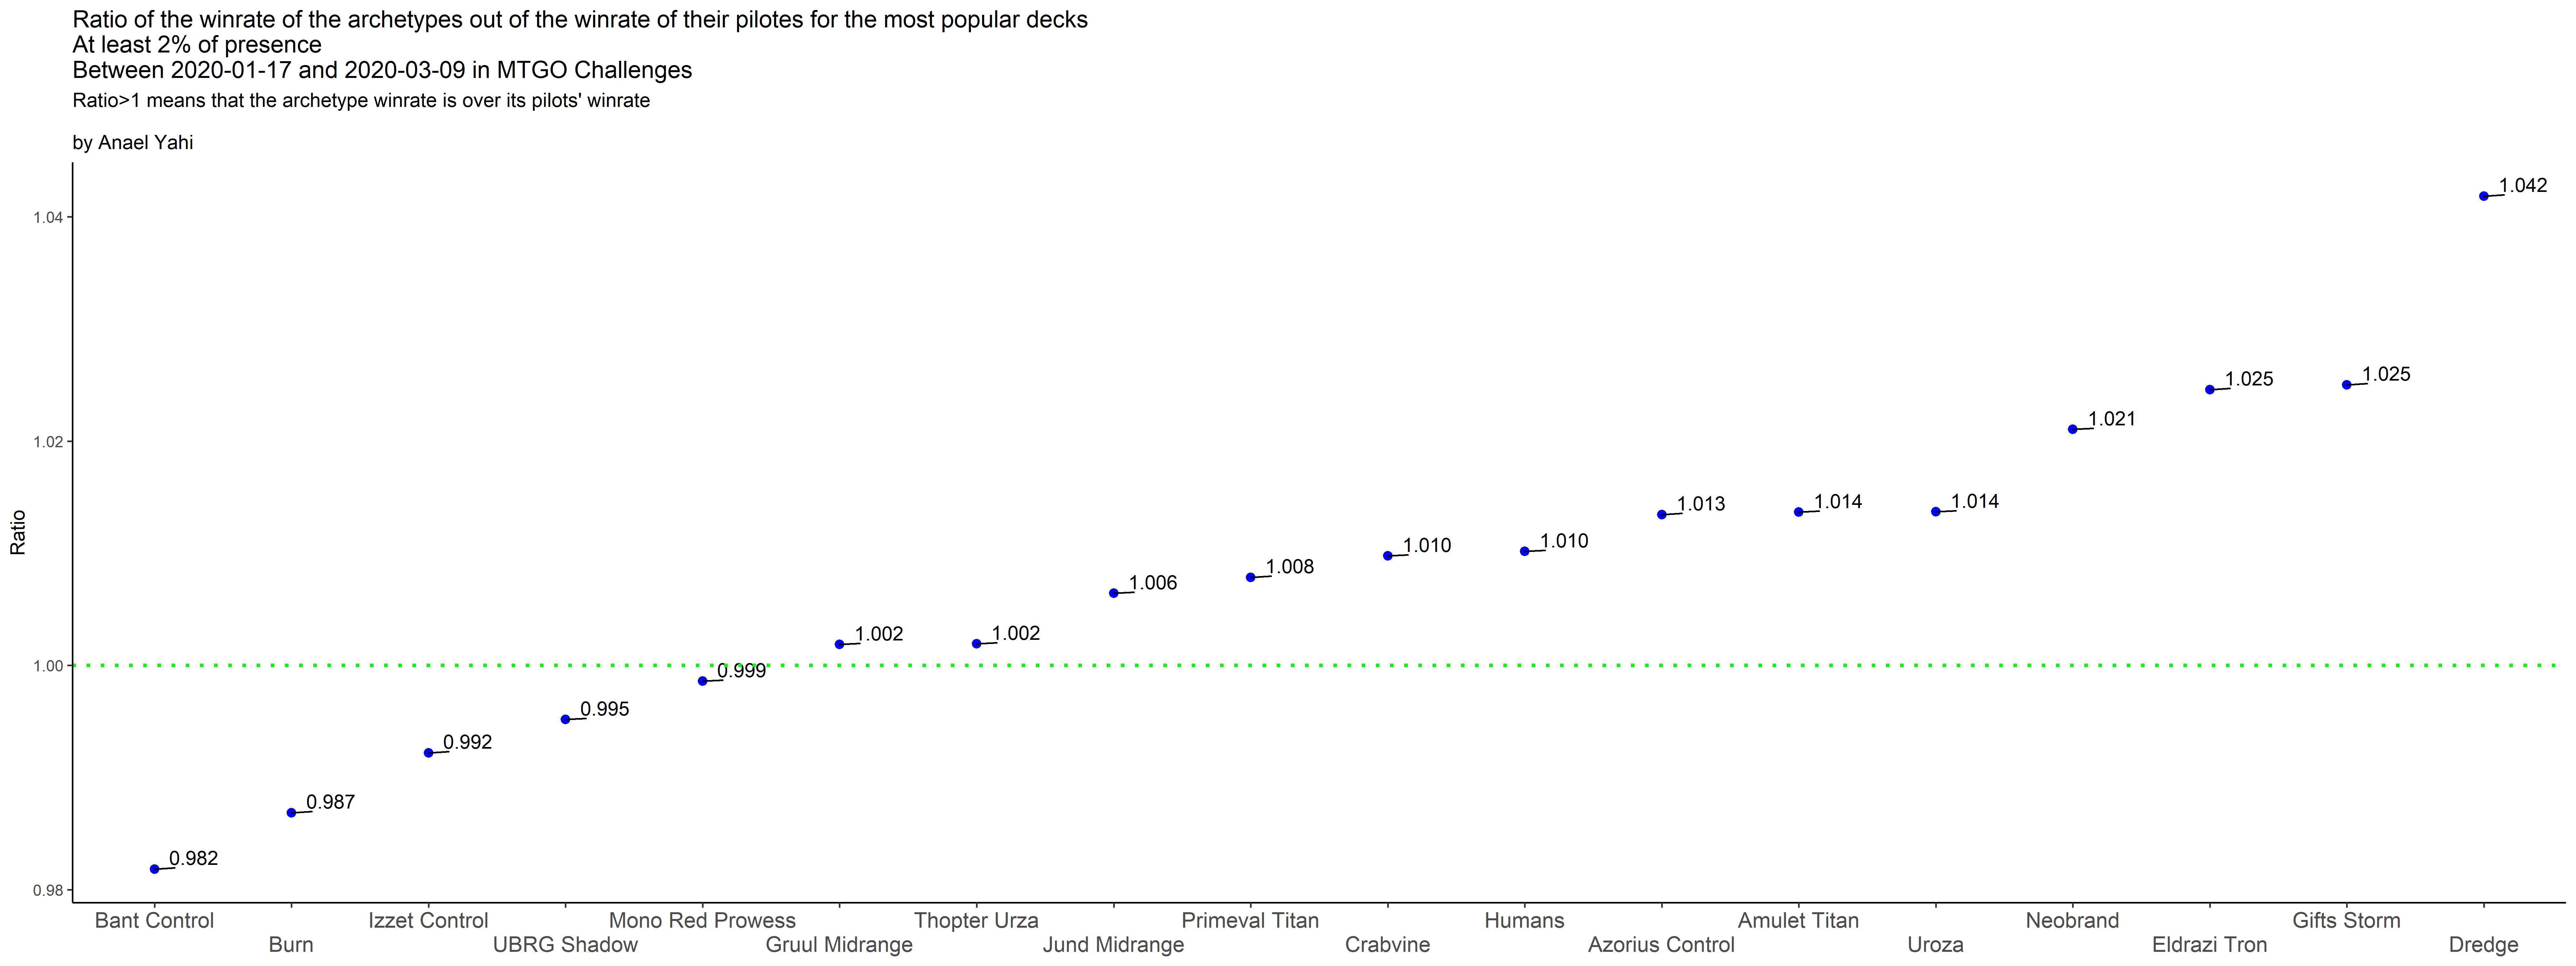 Ratio of the winrate of the archetypes out of the winrate of their pilotes for the most popular decks
At least 2% of presence
Between 2020-01-17 and 2020-03-09 in MTGO Challenges
Ratio>1 means that the archetype winrate is over its pilots' winrate
by Anael Yahi
Ratio
1.04
1.02
1.00
0.98
0.982
0.987
0.992
0.995
0.999
1.002
1.002
1.006
1.008
1.010
1.010
1.013
1.014
1.014
1.021
1.025
1.025
1.042
Bant Control
Burn
Izzet Control
UBRG Shadow
Mono Red Prowess
Gruul Midrange
Thopter Urza
Jund Midrange
Primeval Titan
Crabvine
Humans
Azorius Control
Amulet Titan
Uroza
Neobrand
Eldrazi Tron
Gifts Storm
Dredge